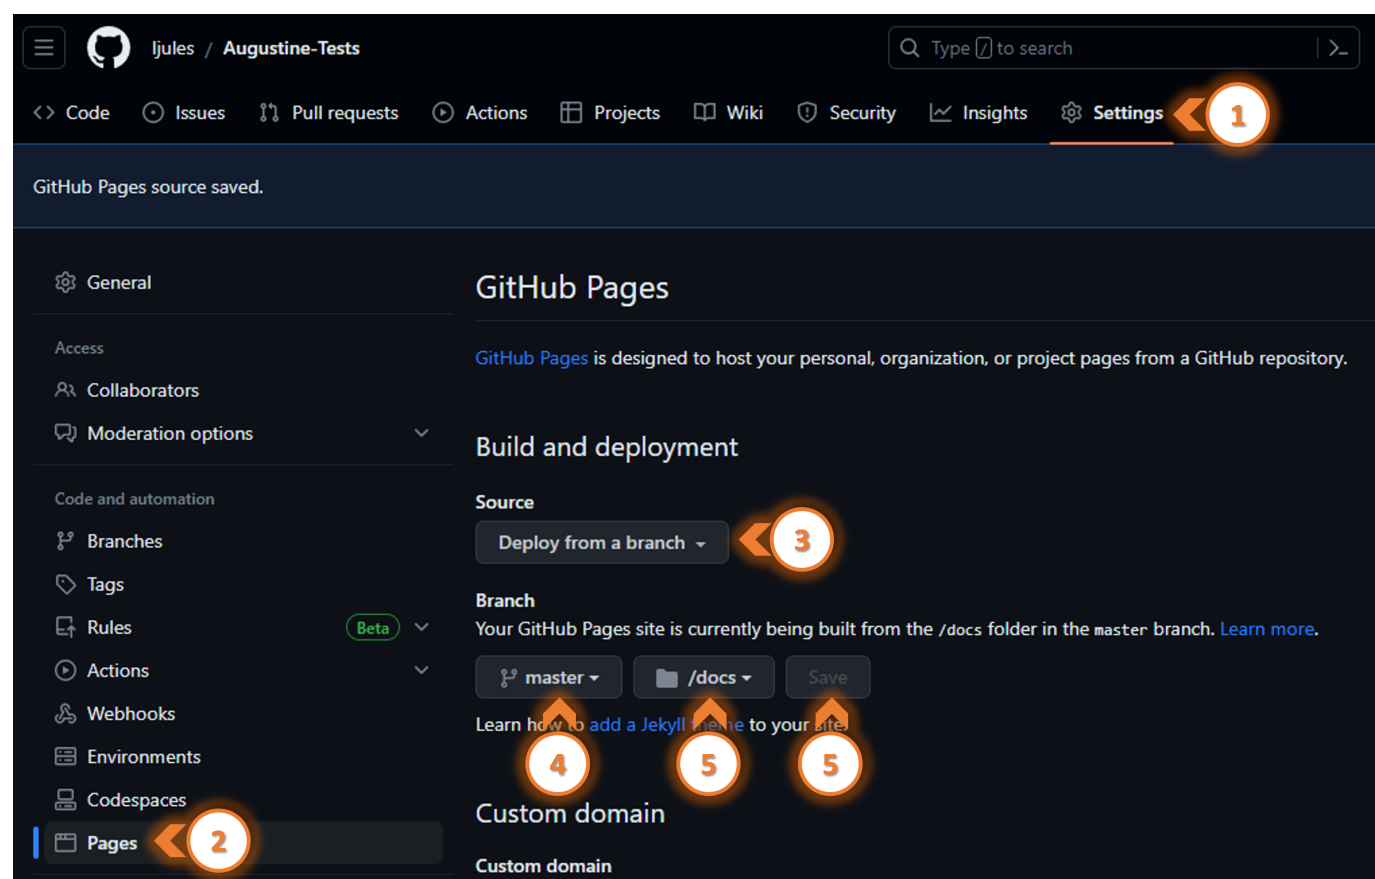 ljules / Augustine-Tests
Type / to search
Code Issues Pull requests Actions Projects Wiki Security Insights Settings 1
GitHub Pages source saved.
General
Access
Collaborators
Moderation options
Code and automation
Branches
Tags
Rules Beta
Actions
Webhooks
Environments
Codespaces
Pages 2
GitHub Pages
GitHub Pages is designed to host your personal, organization, or project pages from a GitHub repository.
Build and deployment
Source
Deploy from a branch 3
Branch
Your GitHub Pages site is currently being built from the /docs folder in the master branch. Learn more.
master /docs Save
Learn how to add a Jekyll theme to your site.
4 5 5
Custom domain
Custom domain